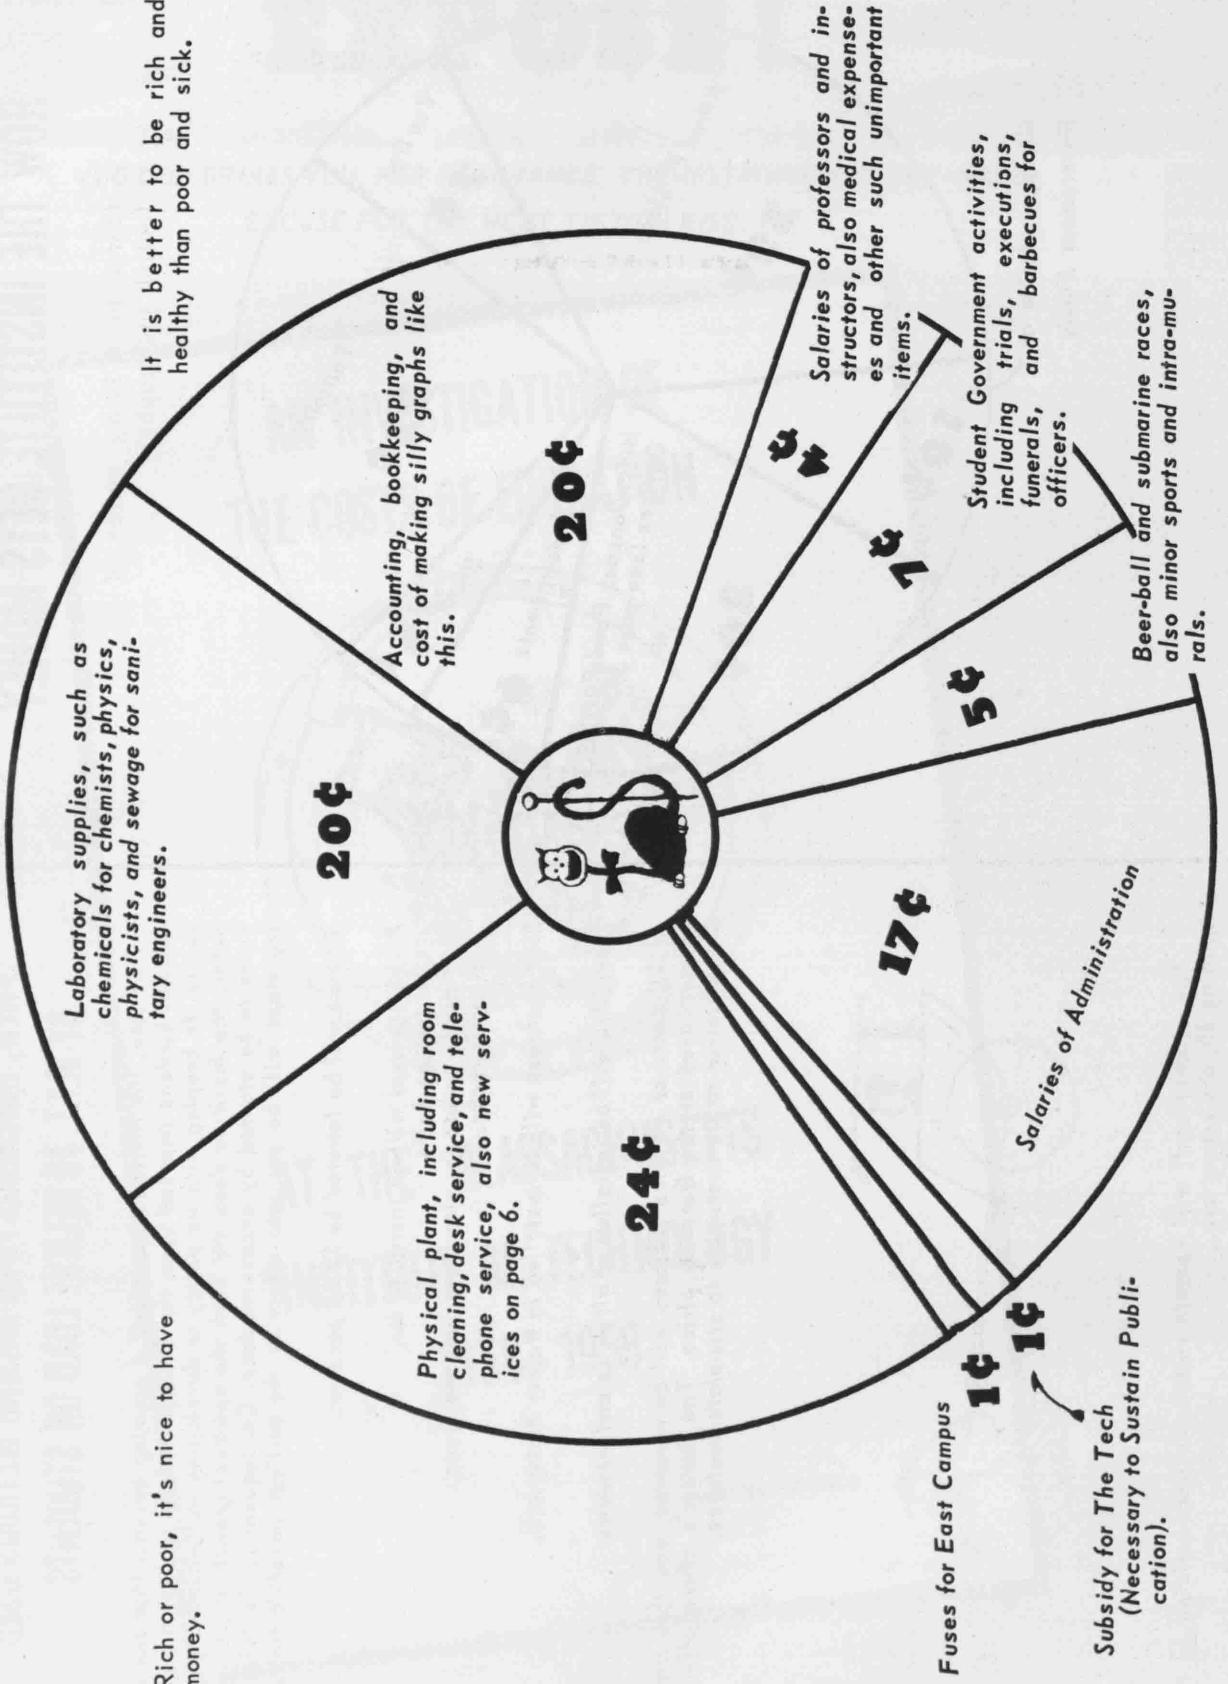 Rich or poor, it's nice to have
money.
It is better to be rich and
healthy than poor and sick.
Laboratory supplies, such as
chemicals for chemists, physics,
physicists, and sewage for sani-
tary engineers.
20¢
Physical plant, including room
cleaning, desk service, and tele-
phone service, also new serv-
ices on page 6.
24¢
Accounting, bookkeeping, and
cost of making silly graphs like
this.
20¢
Salaries of professors and in-
structors, also medical expense-
es and other such unimportant
items.
4¢
Student Government activities,
including trials, executions,
funerals, and barbecues for
officers.
7¢
Beer-ball and submarine races,
also minor sports and intra-mu-
rals.
5¢
17¢
Salaries of Administration
Fuses for East Campus
1¢
1¢
Subsidy for The Tech
(Necessary to Sustain Publi-
cation).